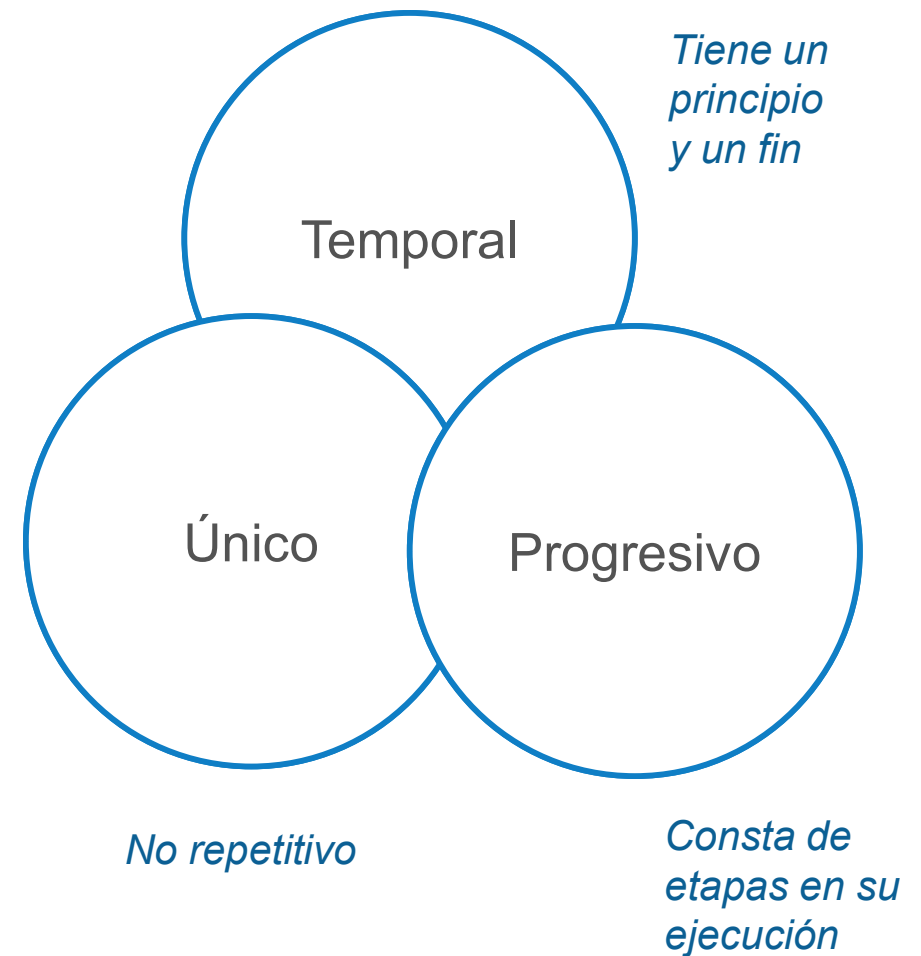 Tiene un
principio
y un fin
Temporal
Único
Progresivo
No repetitivo
Consta de
etapas en su
ejecución